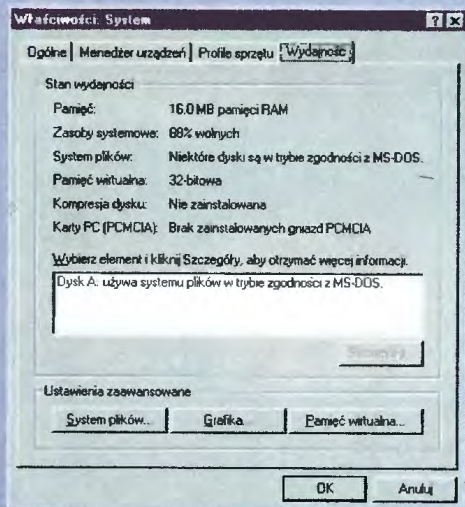 Właściwości: System
Ogólne Menedżer urządzeń Profile sprzętu Wydajność
Stan wydajności
Pamięć: 16.0 MB pamięci RAM
Zasoby systemowe: 88% wolnych
System plików: Niektóre dyski są w trybie zgodności z MS-DOS.
Pamięć wirtualna: 32-bitowa
Kompresja dysku: Nie zainstalowana
Karty PC (PCMCIA): Brak zainstalowanych gniazd PCMCIA
Wybierz element i kliknij Szczegóły, aby otrzymać więcej informacji.
Dysk A: używa systemu plików w trybie zgodności z MS-DOS.
Ustawienia zaawansowane
System plików... Grafika Pamięć wirtualna...
OK Anuluj